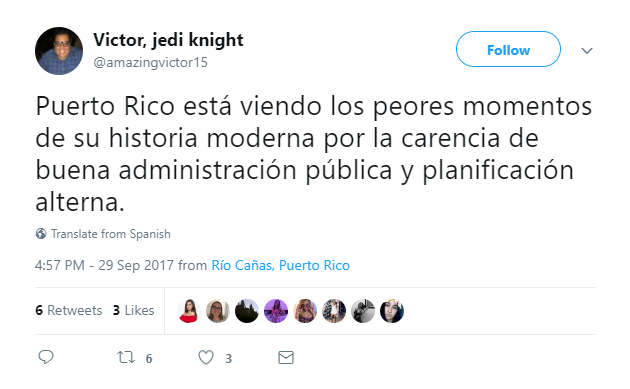 Victor, jedi knight
@amazingvictor15
Follow
Puerto Rico está viendo los peores momentos
de su historia moderna por la carencia de
buena administración pública y planificación
alterna.
Translate from Spanish
4:57 PM - 29 Sep 2017 from Río Cañas, Puerto Rico
6 Retweets 3 Likes
6 3